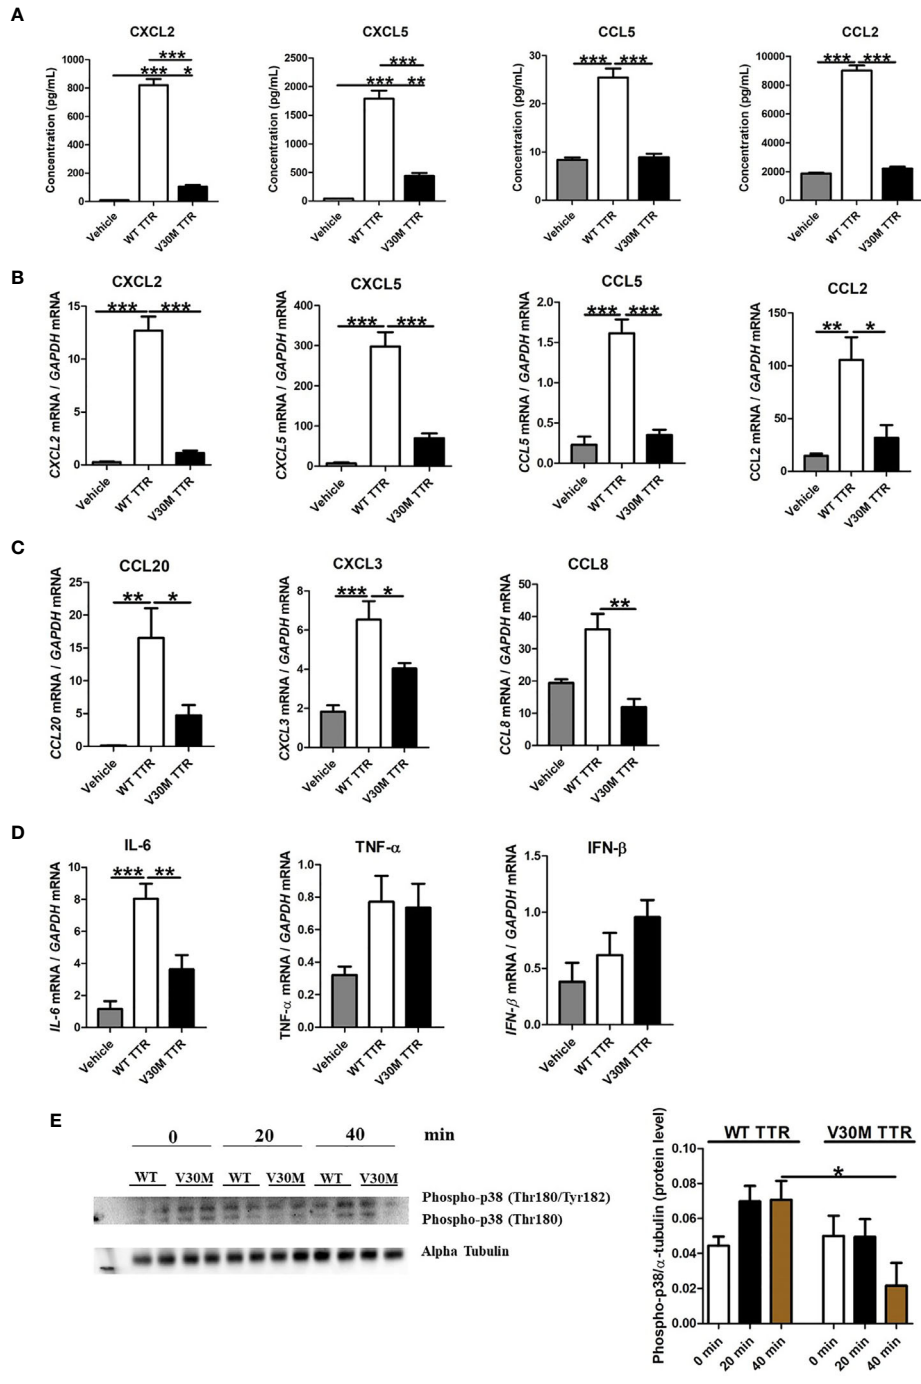 A
CXCL2
Concentration (pg/mL)
1000
800
600
400
200
0
***
*** *
Vehicle
WT TTR
V30M TTR
CXCL5
Concentration (pg/mL)
2500
2000
1500
1000
500
0
***
*** **
Vehicle
WT TTR
V30M TTR
CCL5
Concentration (pg/mL)
30
20
10
0
*** ***
Vehicle
WT TTR
V30M TTR
CCL2
Concentration (pg/mL)
10000
8000
6000
4000
2000
0
*** ***
Vehicle
WT TTR
V30M TTR
B
CXCL2
CXCL2 mRNA / GAPDH mRNA
15
10
5
0
*** ***
Vehicle
WT TTR
V30M TTR
CXCL5
CXCL5 mRNA / GAPDH mRNA
400
300
200
100
0
*** ***
Vehicle
WT TTR
V30M TTR
CCL5
CCL5 mRNA / GAPDH mRNA
2.0
1.5
1.0
0.5
0.0
*** ***
Vehicle
WT TTR
V30M TTR
CCL2
CCL2 mRNA / GAPDH mRNA
150
100
50
0
** *
Vehicle
WT TTR
V30M TTR
C
CCL20
CCL20 mRNA / GAPDH mRNA
25
20
15
10
5
0
** *
Vehicle
WT TTR
V30M TTR
CXCL3
CXCL3 mRNA / GAPDH mRNA
8
6
4
2
0
*** *
Vehicle
WT TTR
V30M TTR
CCL8
CCL8 mRNA / GAPDH mRNA
50
40
30
20
10
0
**
Vehicle
WT TTR
V30M TTR
D
IL-6
IL-6 mRNA / GAPDH mRNA
10
8
6
4
2
0
*** **
Vehicle
WT TTR
V30M TTR
TNF-α
TNF-α mRNA / GAPDH mRNA
1.0
0.8
0.6
0.4
0.2
0.0
Vehicle
WT TTR
V30M TTR
IFN-β
IFN-β mRNA / GAPDH mRNA
1.5
1.0
0.5
0.0
Vehicle
WT TTR
V30M TTR
E
0 20 40 min
WT V30M WT V30M WT V30M
Phospho-p38 (Thr180/Tyr182)
Phospho-p38 (Thr180)
Alpha Tubulin
Phospho-p38/α-tubulin (protein level)
WT TTR V30M TTR
*
0.10
0.08
0.06
0.04
0.02
0.00
0 min
20 min
40 min
0 min
20 min
40 min